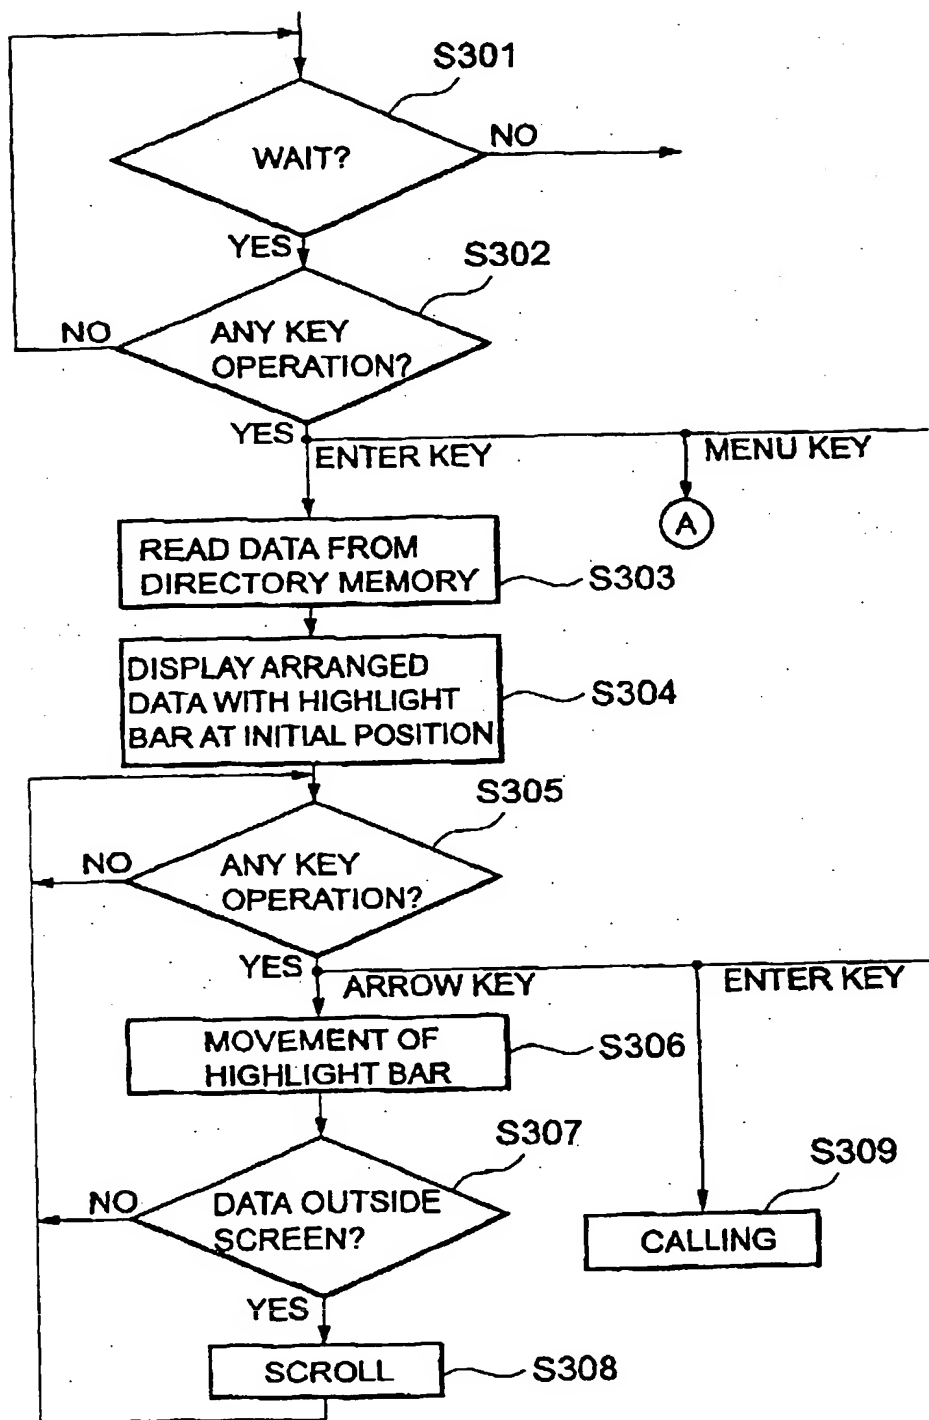 S301
WAIT?
NO
YES
S302
NO
ANY KEY
OPERATION?
YES
ENTER KEY
MENU KEY
A
READ DATA FROM
DIRECTORY MEMORY
S303
DISPLAY ARRANGED
DATA WITH HIGHLIGHT
BAR AT INITIAL POSITION
S304
S305
NO
ANY KEY
OPERATION?
YES
ARROW KEY
ENTER KEY
MOVEMENT OF
HIGHLIGHT BAR
S306
S307
NO
DATA OUTSIDE
SCREEN?
S309
CALLING
YES
SCROLL
S308